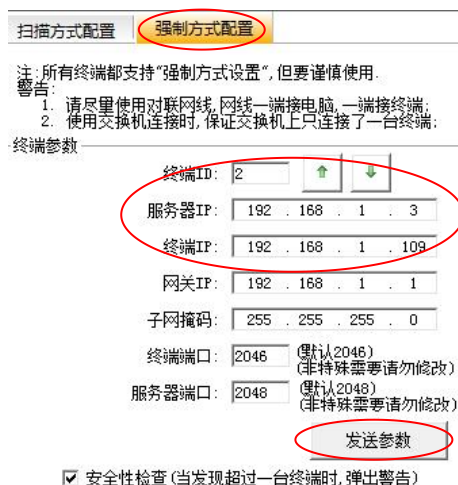 扫描方式配置 强制方式配置
注:所有终端都支持“强制方式设置”,但要谨慎使用.
警告:
1. 请尽量使用对联网线,网线一端接电脑,一端接终端;
2. 使用交换机连接时,保证交换机上只连接了一台终端;
终端参数
终端ID: 2
服务器IP: 192 . 168 . 1 . 3
终端IP: 192 . 168 . 1 . 109
网关IP: 192 . 168 . 1 . 1
子网掩码: 255 . 255 . 255 . 0
终端端口: 2046 (默认2046)
(非特殊需要请勿修改)
服务器端口: 2048 (默认2048)
(非特殊需要请勿修改)
发送参数
安全性检查(当发现超过一台终端时,弹出警告)